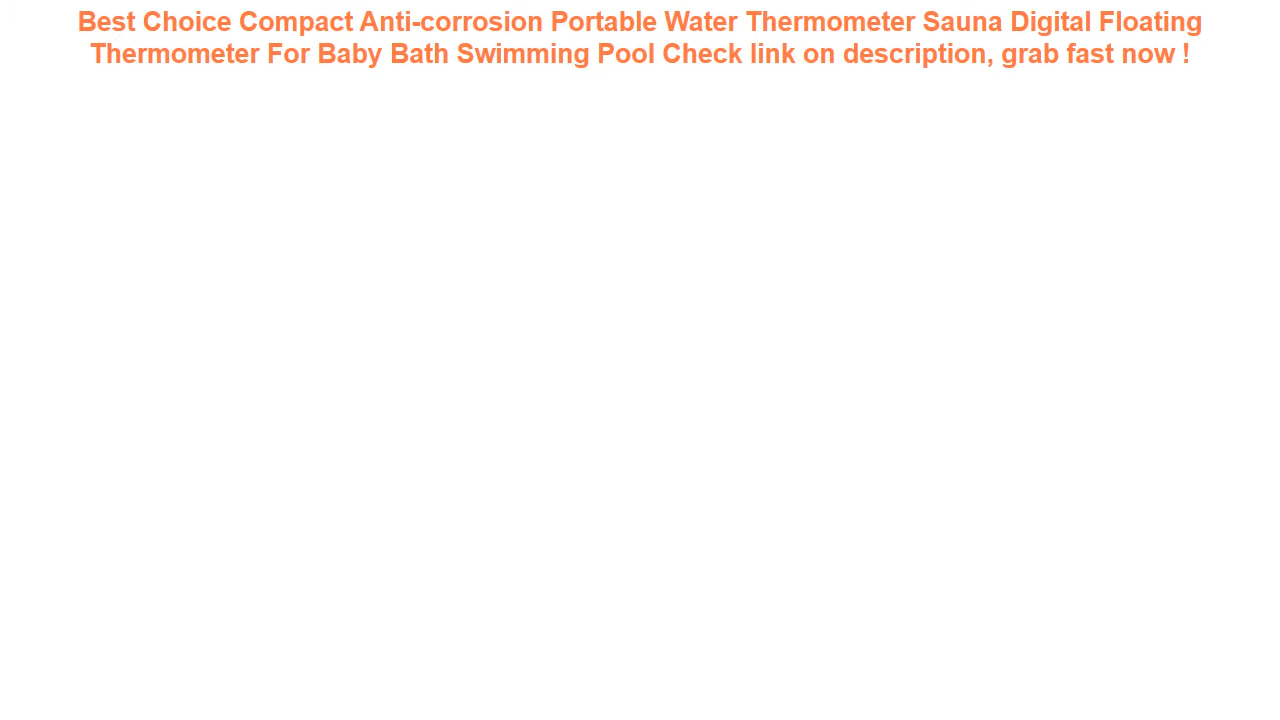 Best Choice Compact Anti-corrosion Portable Water Thermometer Sauna Digital Floating
Thermometer For Baby Bath Swimming Pool Check link on description, grab fast now !